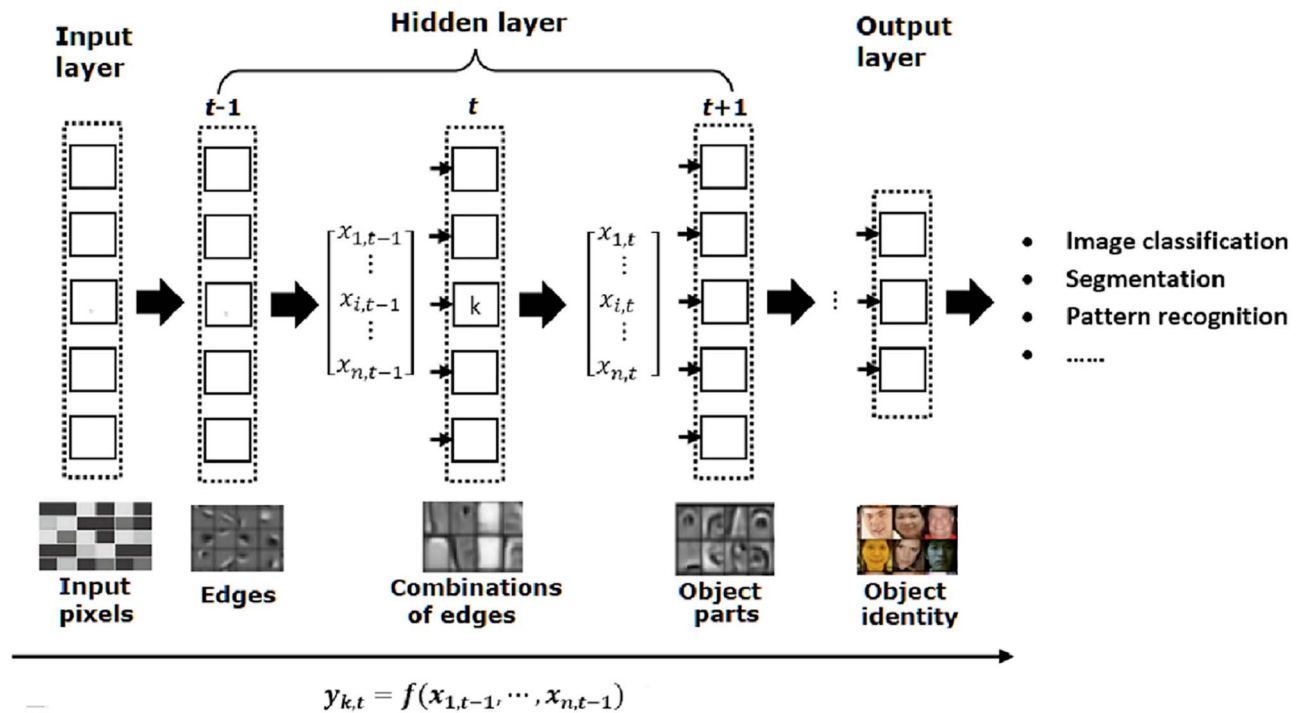 Input
layer
Hidden layer
Output
layer
t-1
t
t+1
x1,t−1
⋮
xi,t−1
⋮
xn,t−1
k
x1,t
⋮
xi,t
⋮
xn,t
⋮
• Image classification
• Segmentation
• Pattern recognition
• ......
Input
pixels
Edges
Combinations
of edges
Object
parts
Object
identity
yk,t = f(x1,t−1, ⋯ , xn,t−1)